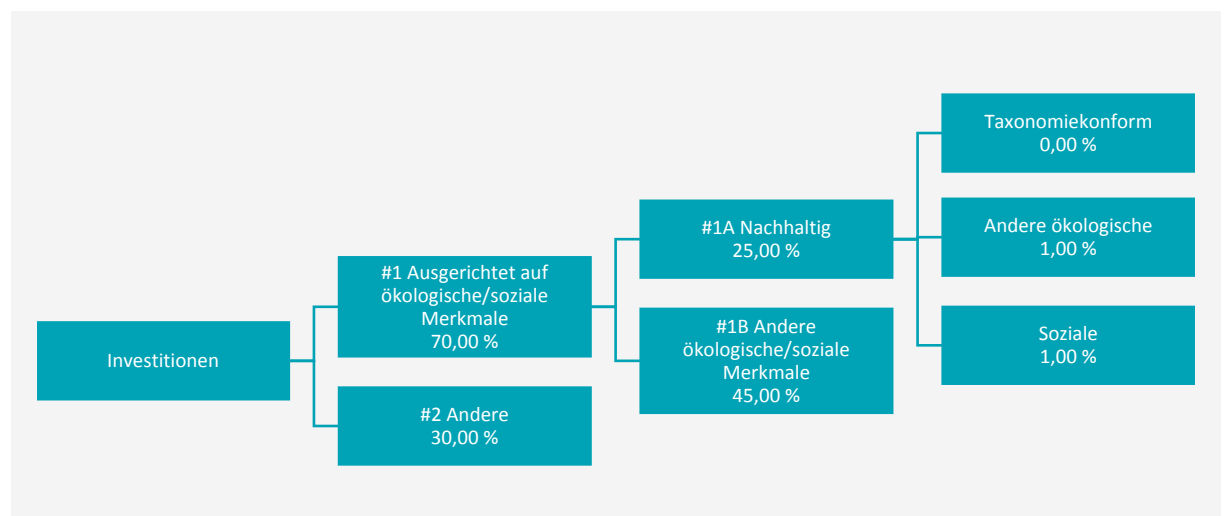 Investitionen
#1 Ausgerichtet auf
ökologische/soziale
Merkmale
70,00 %
#2 Andere
30,00 %
#1A Nachhaltig
25,00 %
#1B Andere
ökologische/soziale
Merkmale
45,00 %
Taxonomiekonform
0,00 %
Andere ökologische
1,00 %
Soziale
1,00 %